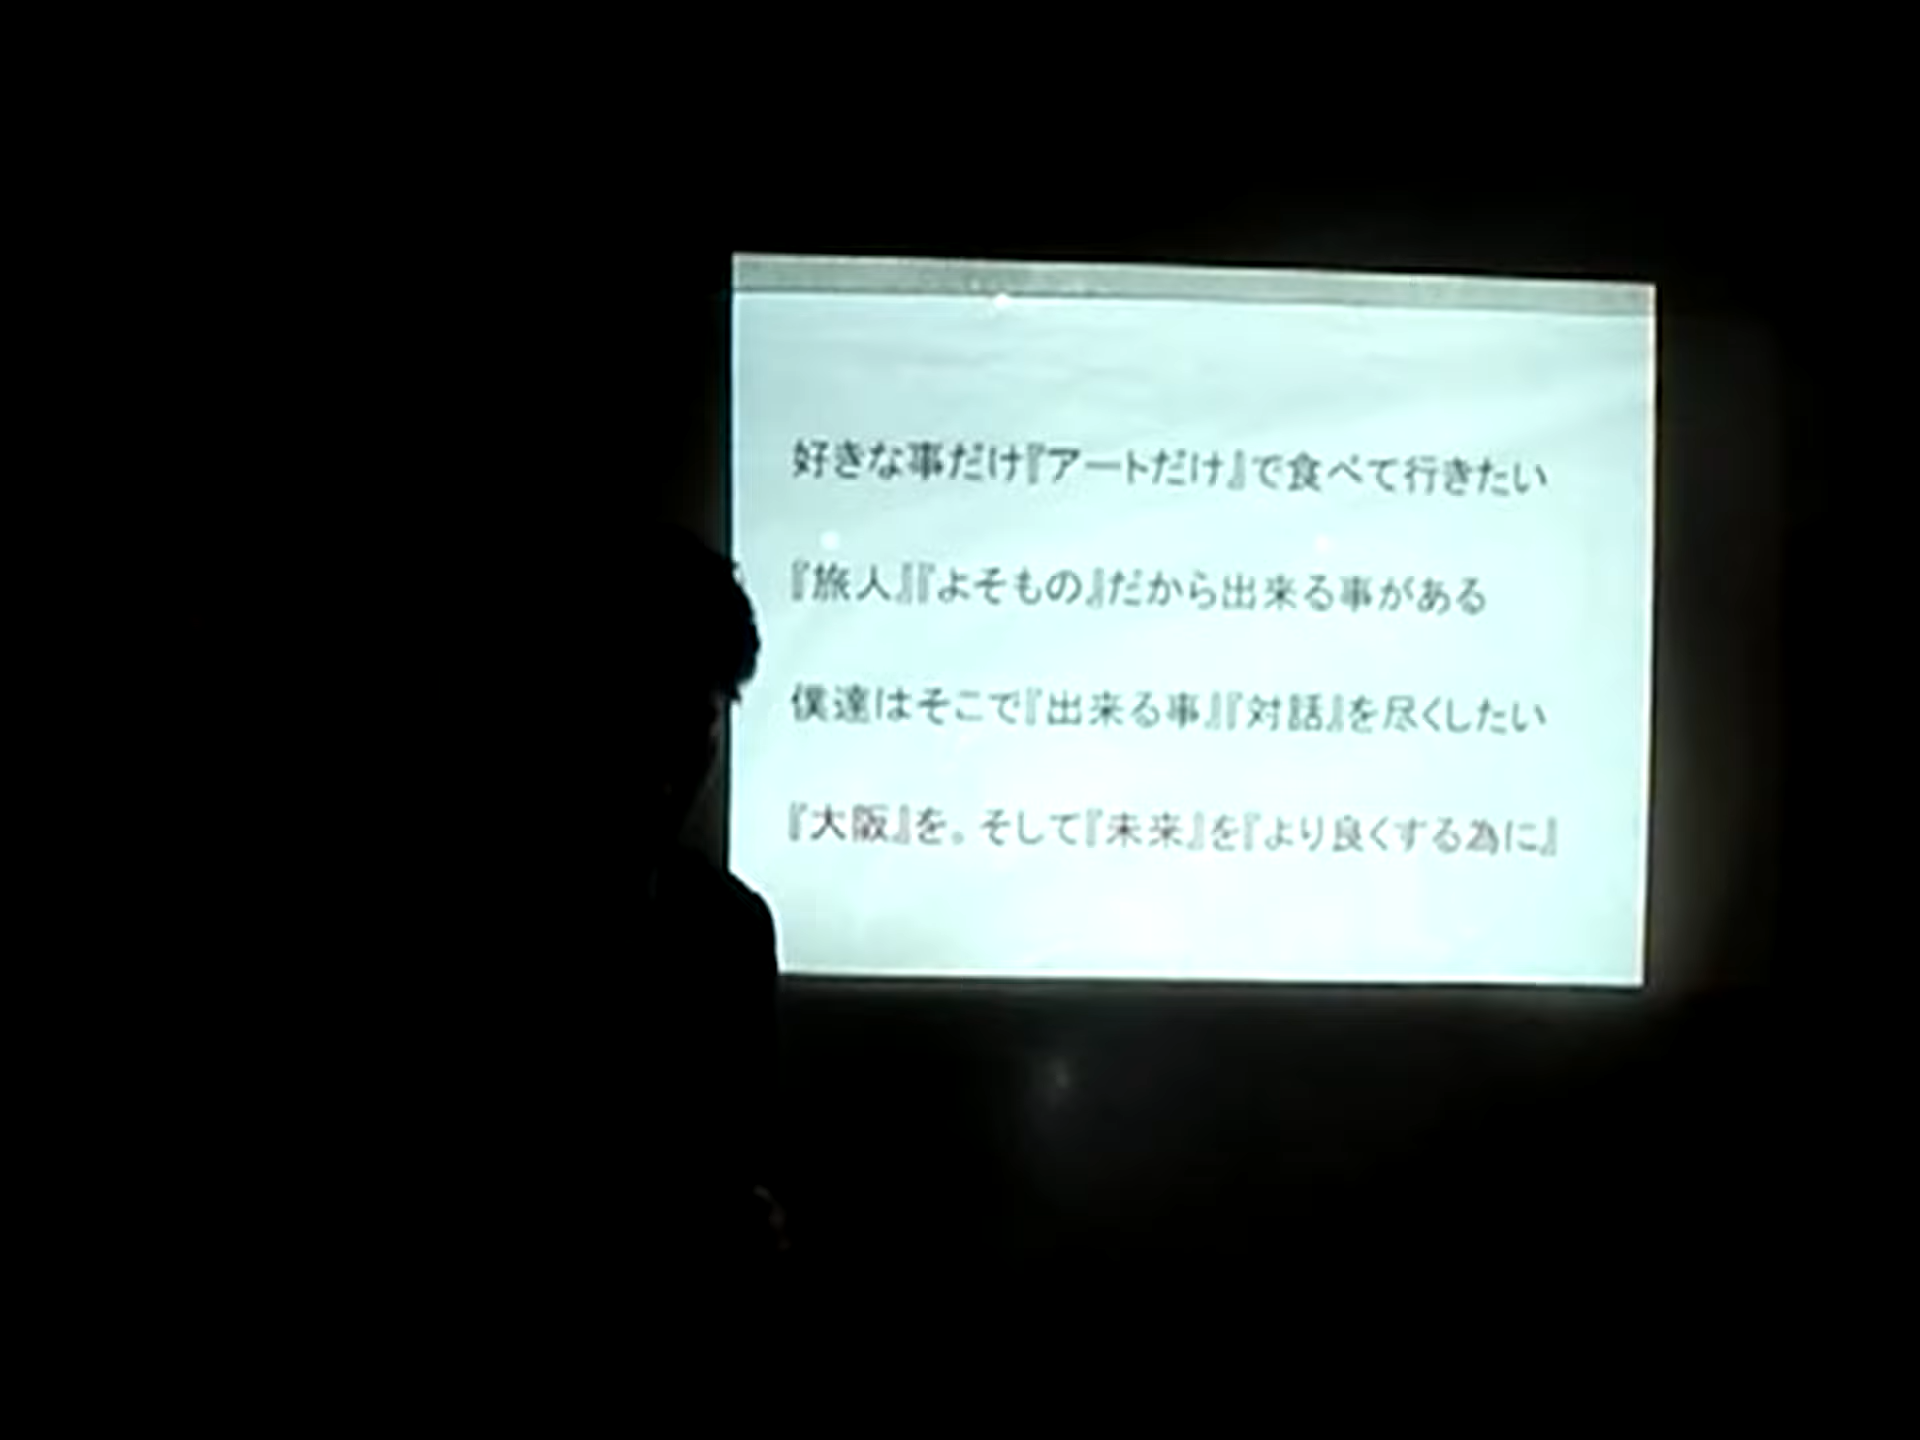 好きな事だけ『アートだけ』で食べて行きたい
『旅人』『よそもの』だから出来る事がある
僕達はそこで『出来る事』『対話』を尽くしたい
『大阪』を。そして『未来』を『より良くする為に』